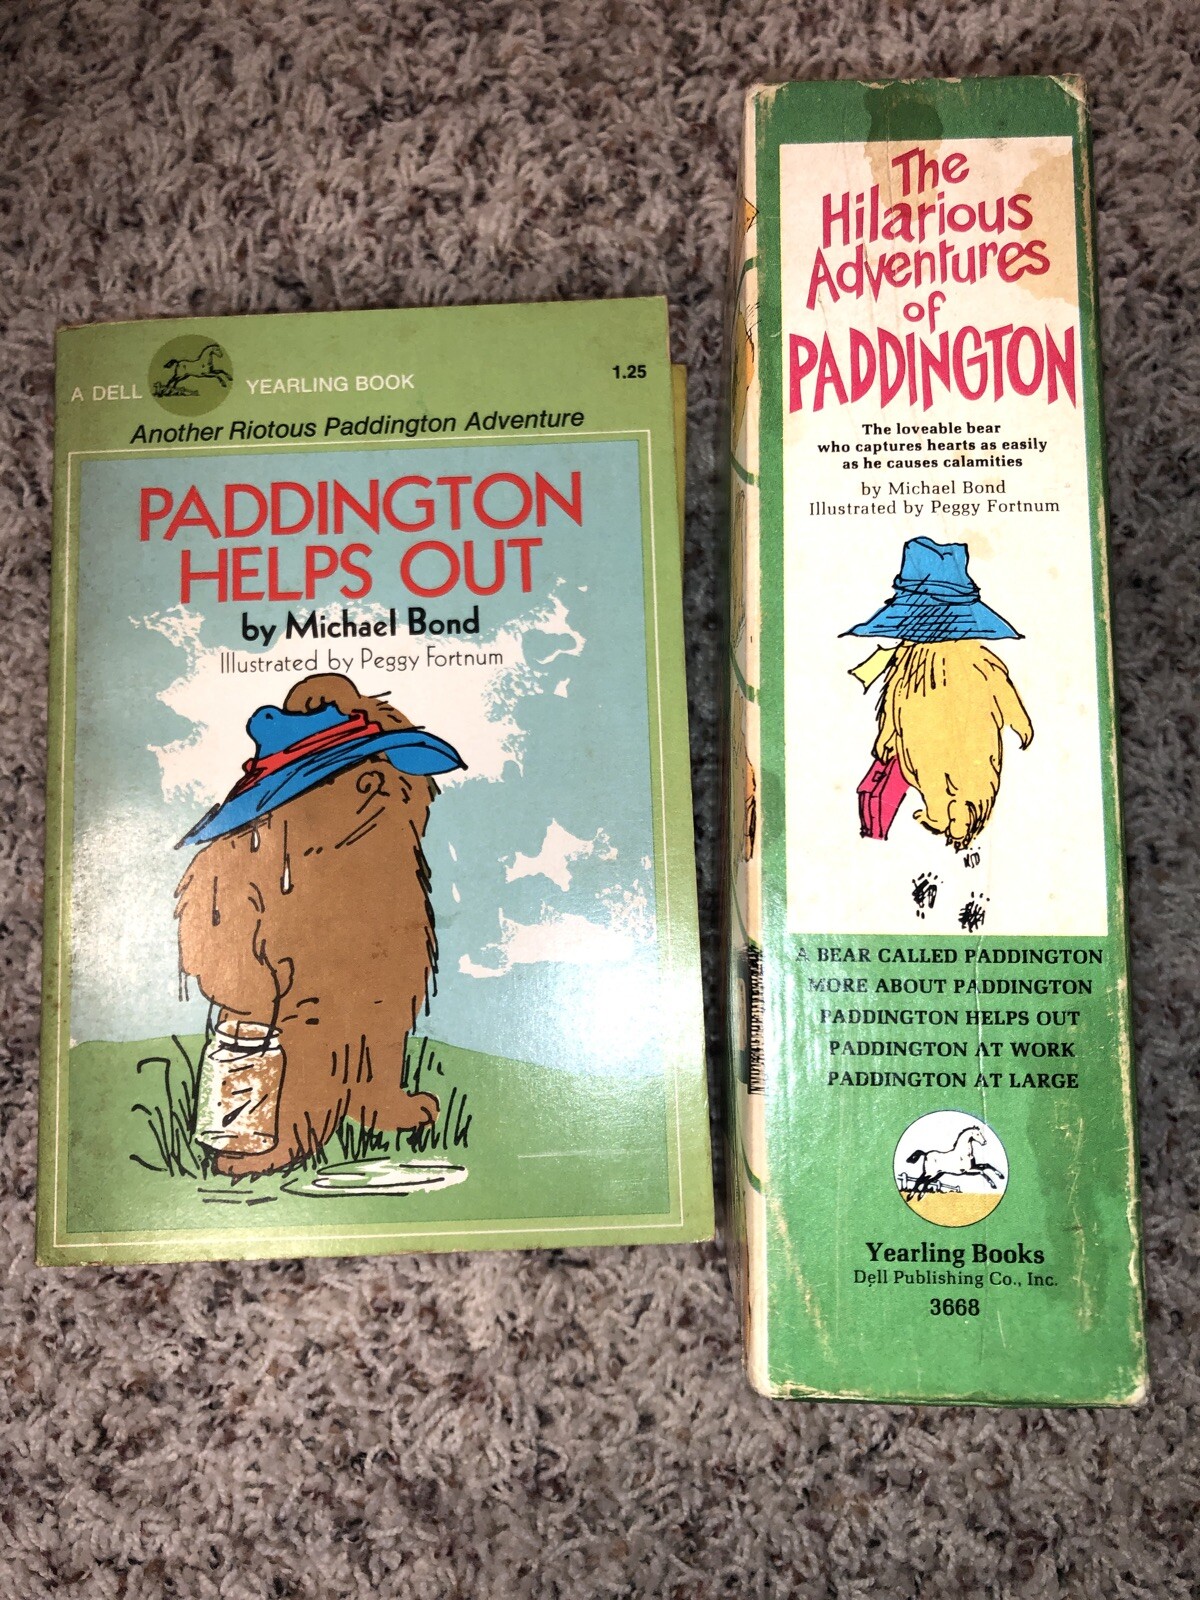 A DELL YEARLING BOOK
1.25
Another Riotous Paddington Adventure
PADDINGTON
HELPS OUT
by Michael Bond
Illustrated by Peggy Fortnum
The
Hilarious
Adventures
of
PADDINGTON
The loveable bear
who captures hearts as easily
as he causes calamities
by Michael Bond
Illustrated by Peggy Fortnum
A BEAR CALLED PADDINGTON
MORE ABOUT PADDINGTON
PADDINGTON HELPS OUT
PADDINGTON AT WORK
PADDINGTON AT LARGE
Yearling Books
Dell Publishing Co., Inc.
3668